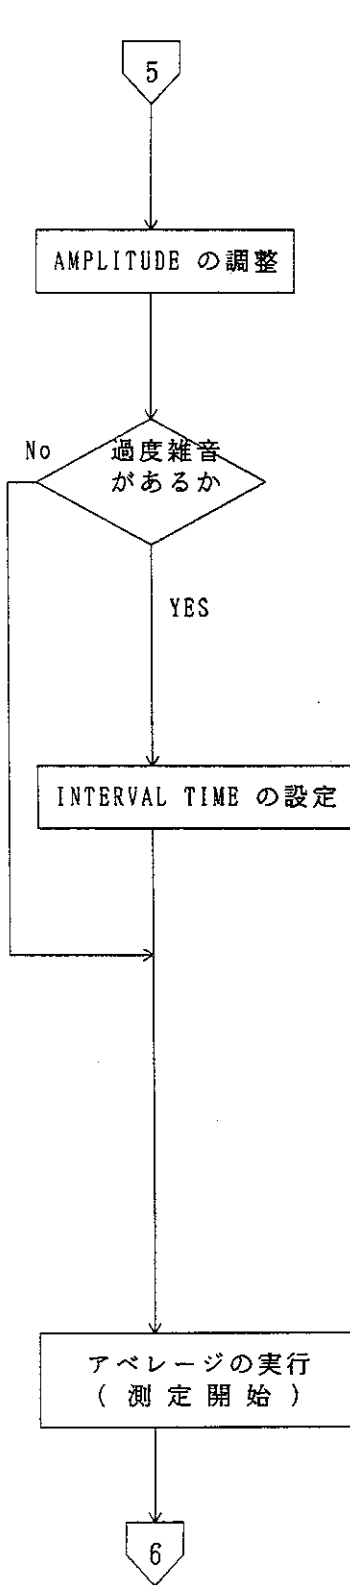 5
AMPLITUDE の調整
No
過度雑音
があるか
YES
INTERVAL TIME の設定
アベレージの実行
( 測 定 開 始 )
6